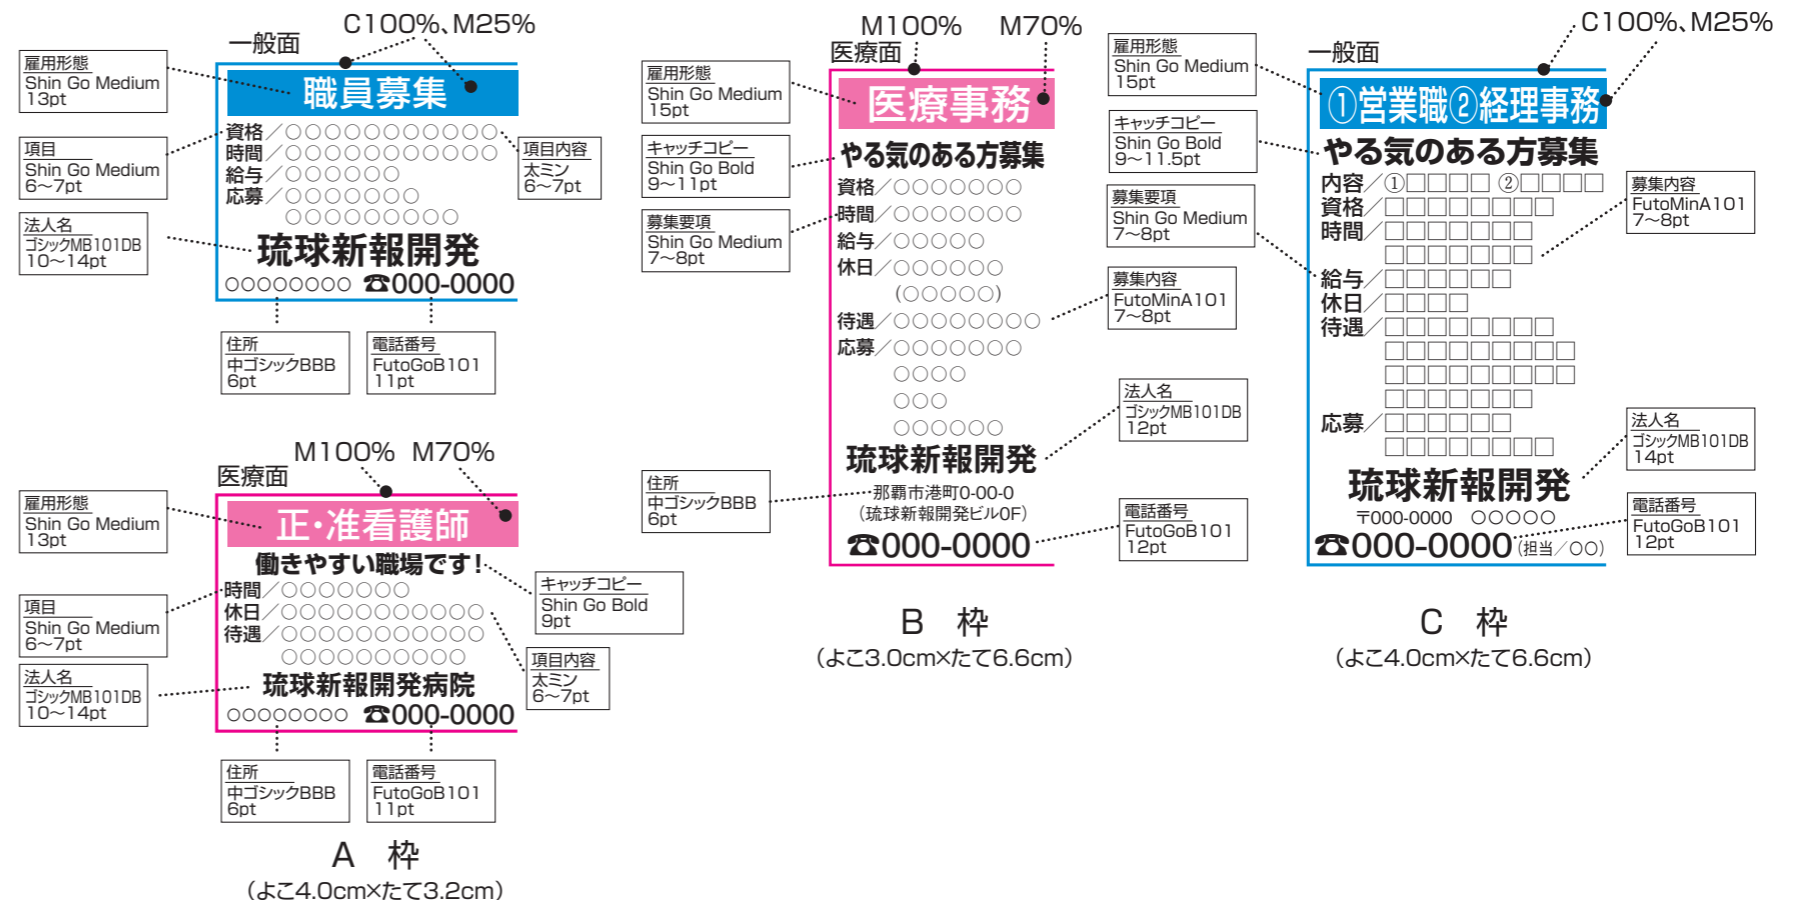 C100%、M25%
一般面
雇用形態
Shin Go Medium
13pt
職員募集
項目
Shin Go Medium
6〜7pt
資格／○○○○○○○○○○○
時間／○○○○○○○○○○○
給与／○○○○○○
応募／○○○○○○○
○○○○○○○○○
項目内容
太ミン
6〜7pt
法人名
ゴシックMB101DB
10〜14pt
琉球新報開発
○○○○○○○○ ☎000-0000
住所
中ゴシックBBB
6pt
電話番号
FutoGoB101
11pt
M100% M70%
医療面
雇用形態
Shin Go Medium
13pt
正・准看護師
働きやすい職場です!
キャッチコピー
Shin Go Bold
9pt
項目
Shin Go Medium
6〜7pt
時間／○○○○○○○
休日／○○○○○○○○○○○
待遇／○○○○○○○○○○○
○○○○○○○○○○
項目内容
太ミン
6〜7pt
法人名
ゴシックMB101DB
10〜14pt
琉球新報開発病院
○○○○○○○○ ☎000-0000
住所
中ゴシックBBB
6pt
電話番号
FutoGoB101
11pt
A 枠
（よこ4.0cm×たて3.2cm）
M100% M70%
医療面
雇用形態
Shin Go Medium
15pt
医療事務
キャッチコピー
Shin Go Bold
9〜11pt
やる気のある方募集
募集要項
Shin Go Medium
7〜8pt
資格／○○○○○○○
時間／○○○○○○○
給与／○○○○○
休日／○○○○○○
(○○○○○)
待遇／○○○○○○○○
応募／○○○○○○○
○○○○
○○○
○○○○○○
募集内容
FutoMinA101
7〜8pt
法人名
ゴシックMB101DB
12pt
琉球新報開発
住所
中ゴシックBBB
6pt
那覇市港町0-00-0
（琉球新報開発ビル0F）
☎000-0000
電話番号
FutoGoB101
12pt
B 枠
（よこ3.0cm×たて6.6cm）
C100%、M25%
一般面
雇用形態
Shin Go Medium
15pt
①営業職②経理事務
キャッチコピー
Shin Go Bold
9〜11.5pt
やる気のある方募集
募集要項
Shin Go Medium
7〜8pt
内容／①□□□□ ②□□□□
資格／□□□□□□□□
時間／□□□□□□□
□□□□□□□
給与／□□□□□□
休日／□□□□
待遇／□□□□□□□□
□□□□□□□□□
□□□□□□□□□
□□□□□□□
応募／□□□□□□
□□□□□□□□
募集内容
FutoMinA101
7〜8pt
法人名
ゴシックMB101DB
14pt
琉球新報開発
〒000-0000 ○○○○○
☎000-0000（担当／○○）
電話番号
FutoGoB101
12pt
C 枠
（よこ4.0cm×たて6.6cm）